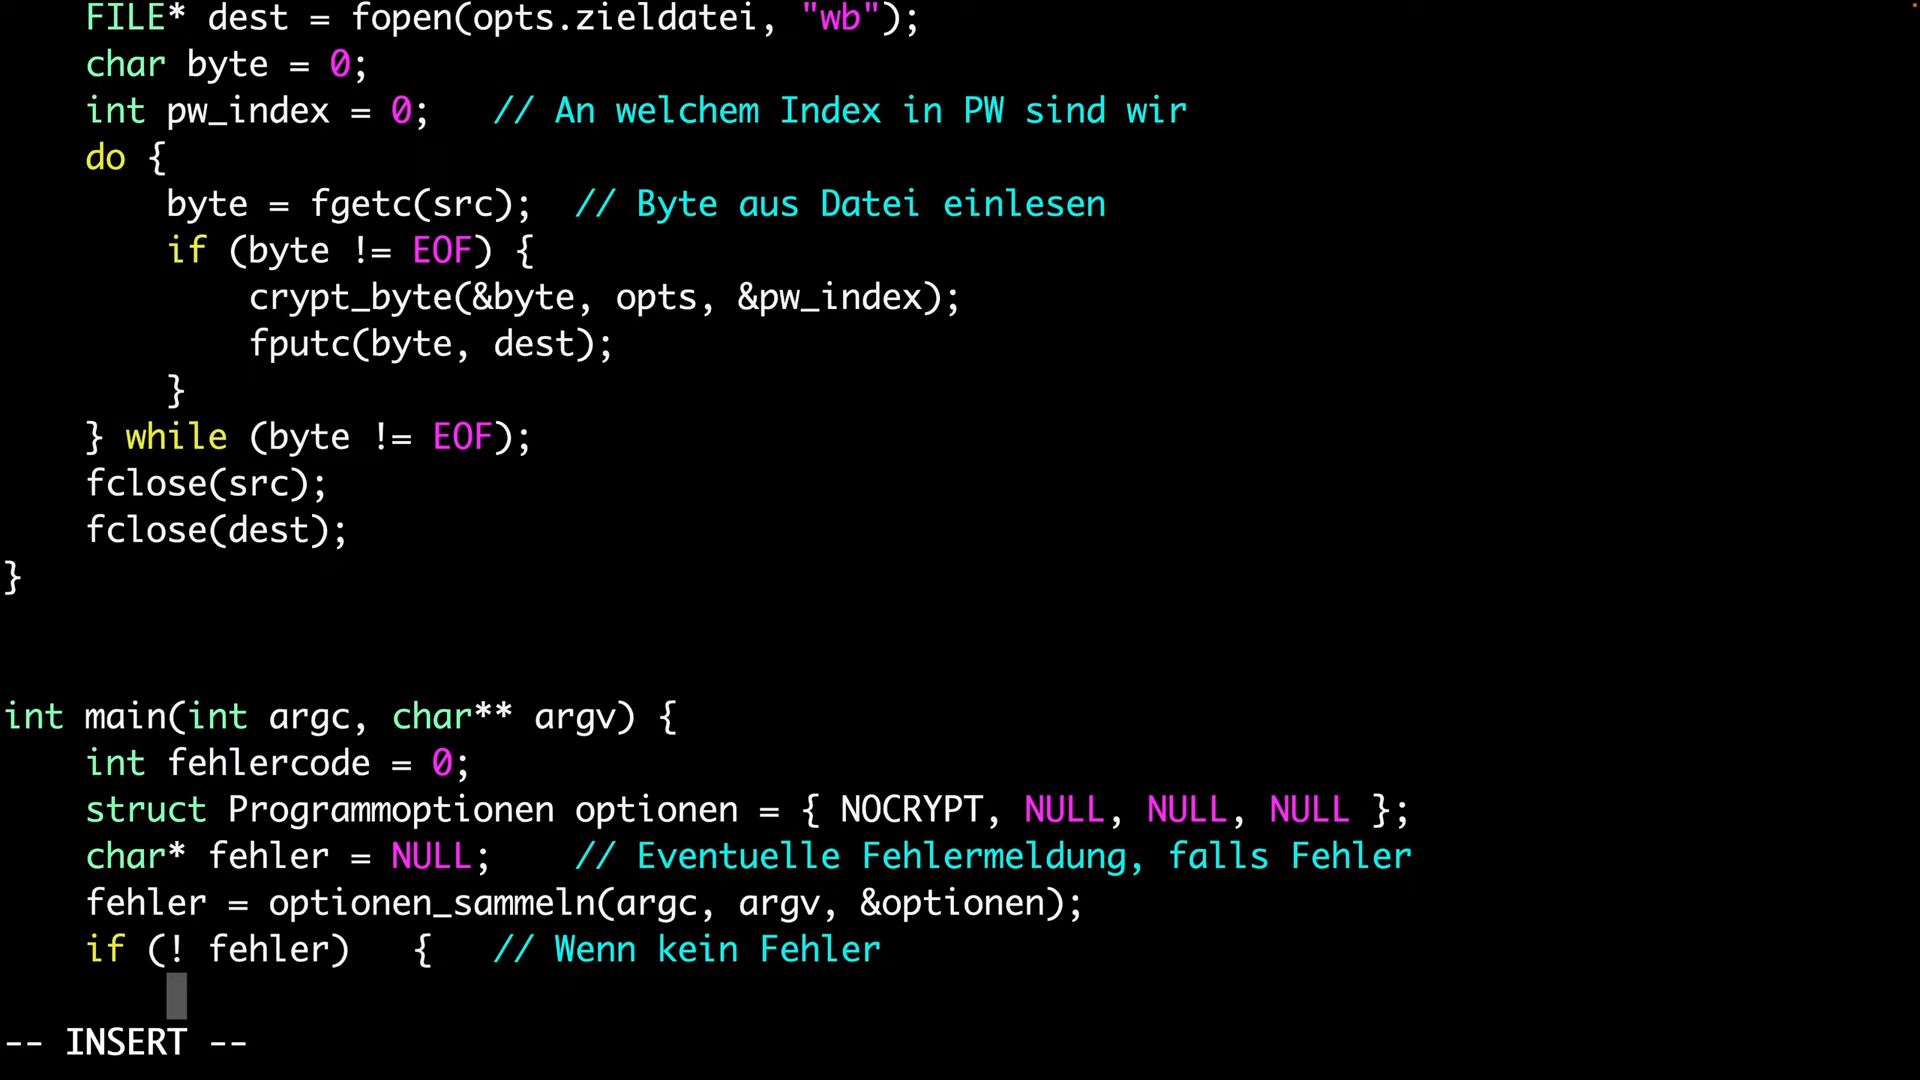 FILE* dest = fopen(opts.zieldatei, "wb");
    char byte = 0;
    int pw_index = 0;   // An welchem Index in PW sind wir
    do {
        byte = fgetc(src);  // Byte aus Datei einlesen
        if (byte != EOF) {
            crypt_byte(&byte, opts, &pw_index);
            fputc(byte, dest);
        }
    } while (byte != EOF);
    fclose(src);
    fclose(dest);
}
int main(int argc, char** argv) {
    int fehlercode = 0;
    struct Programmoptionen optionen = { NOCRYPT, NULL, NULL, NULL };
    char* fehler = NULL;    // Eventuelle Fehlermeldung, falls Fehler
    fehler = optionen_sammeln(argc, argv, &optionen);
    if (! fehler)   {   // Wenn kein Fehler
-- INSERT --